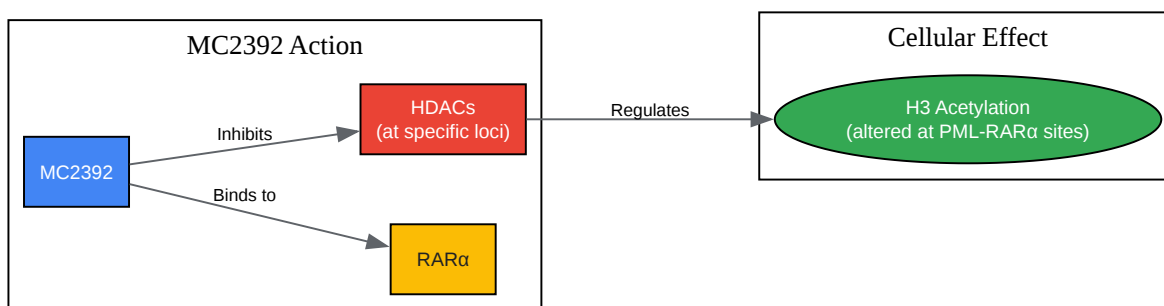 MC2392 Action
Cellular Effect
MC2392
Inhibits
Binds to
HDACs
(at specific loci)
RARα
Regulates
H3 Acetylation
(altered at PML-RARα sites)